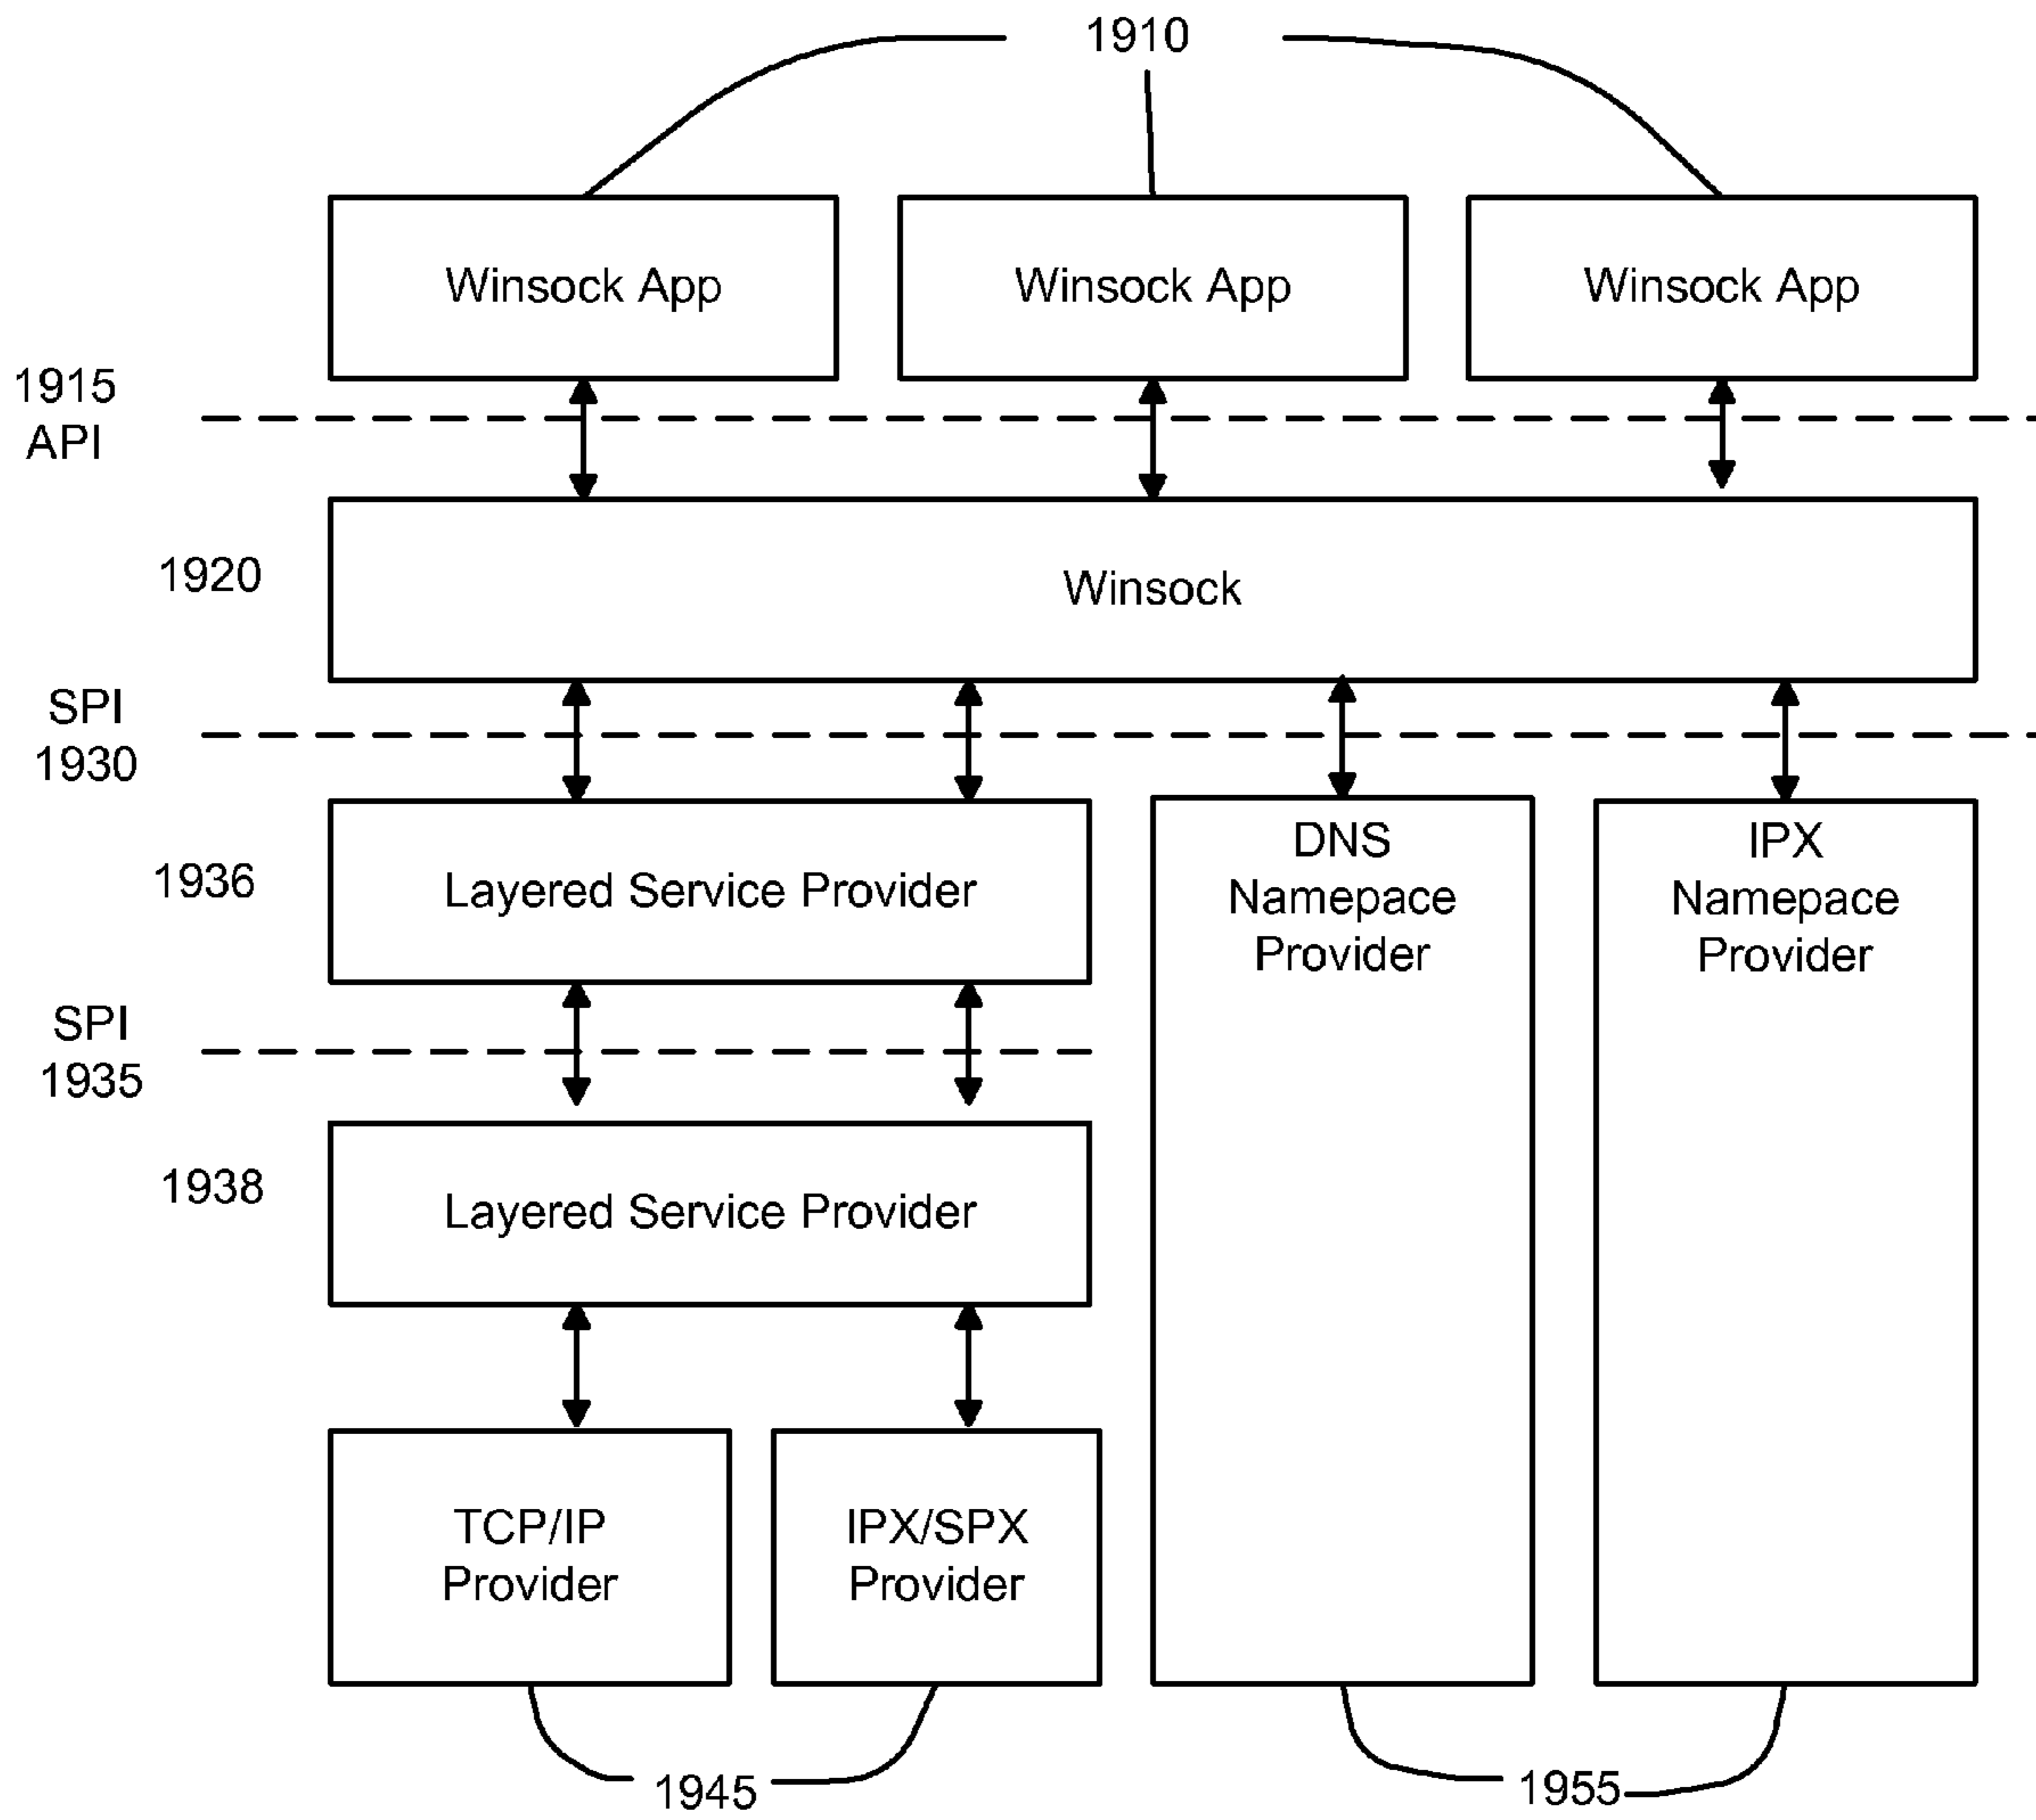 1910
Winsock App
Winsock App
Winsock App
1915
API
1920
Winsock
SPI
1930
1936
Layered Service Provider
DNS
Namepace
Provider
IPX
Namepace
Provider
SPI
1935
1938
Layered Service Provider
TCP/IP
Provider
IPX/SPX
Provider
1945
1955